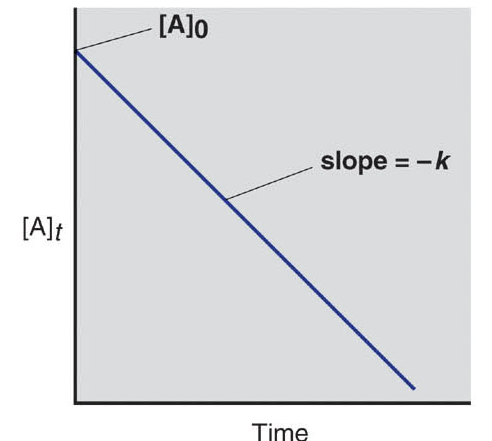 [A]0
slope = –k
[A]t
Time